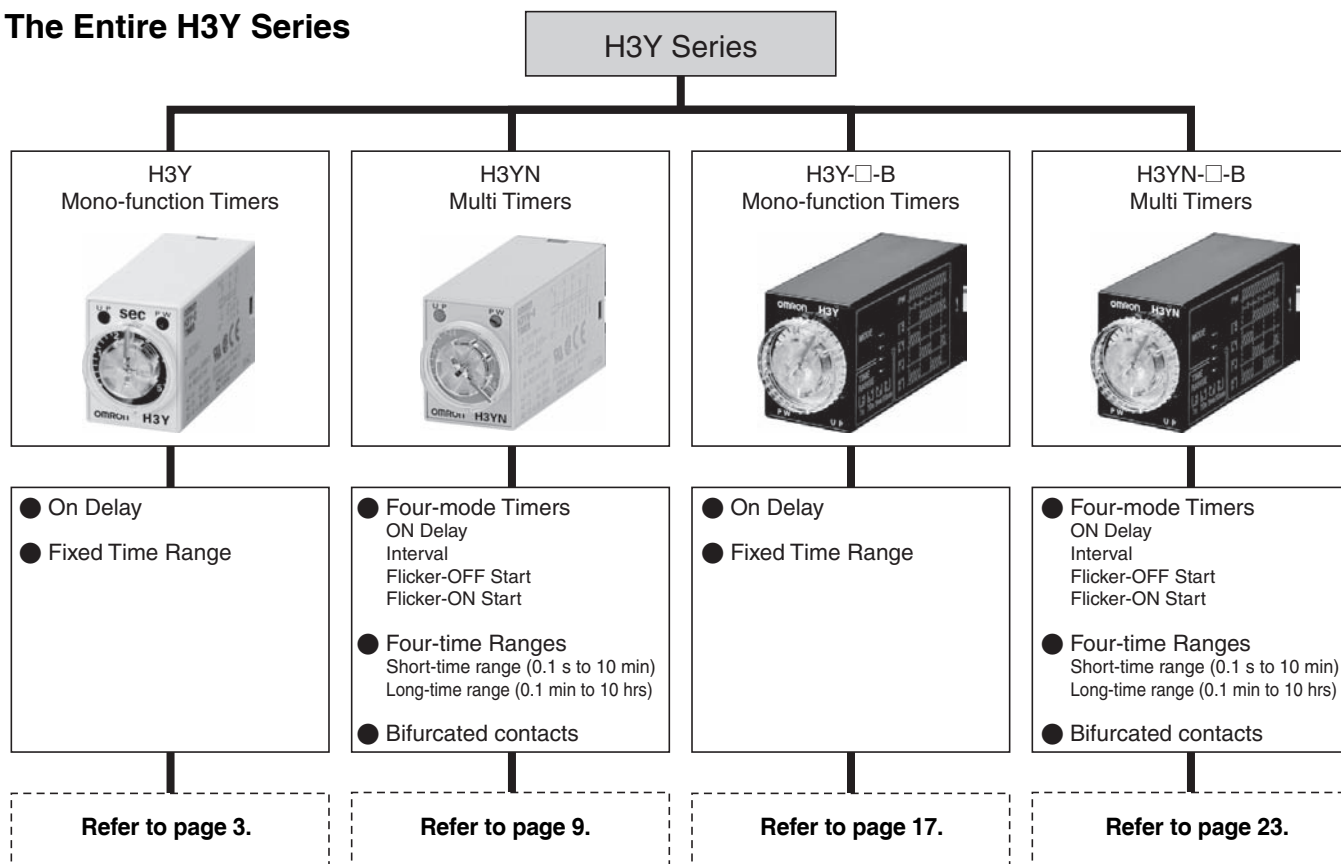 The Entire H3Y Series
H3Y Series
H3Y
Mono-function Timers
UP
sec
PW
OMRON
H3Y
● On Delay
● Fixed Time Range
Refer to page 3.
H3YN
Multi Timers
UP
PW
OMRON
H3YN
● Four-mode Timers
ON Delay
Interval
Flicker-OFF Start
Flicker-ON Start
● Four-time Ranges
Short-time range (0.1 s to 10 min)
Long-time range (0.1 min to 10 hrs)
● Bifurcated contacts
Refer to page 9.
H3Y-□-B
Mono-function Timers
OMRON H3Y
MODE
PW
UP
● On Delay
● Fixed Time Range
Refer to page 17.
H3YN-□-B
Multi Timers
OMRON H3YN
MODE
PW
UP
● Four-mode Timers
ON Delay
Interval
Flicker-OFF Start
Flicker-ON Start
● Four-time Ranges
Short-time range (0.1 s to 10 min)
Long-time range (0.1 min to 10 hrs)
● Bifurcated contacts
Refer to page 23.